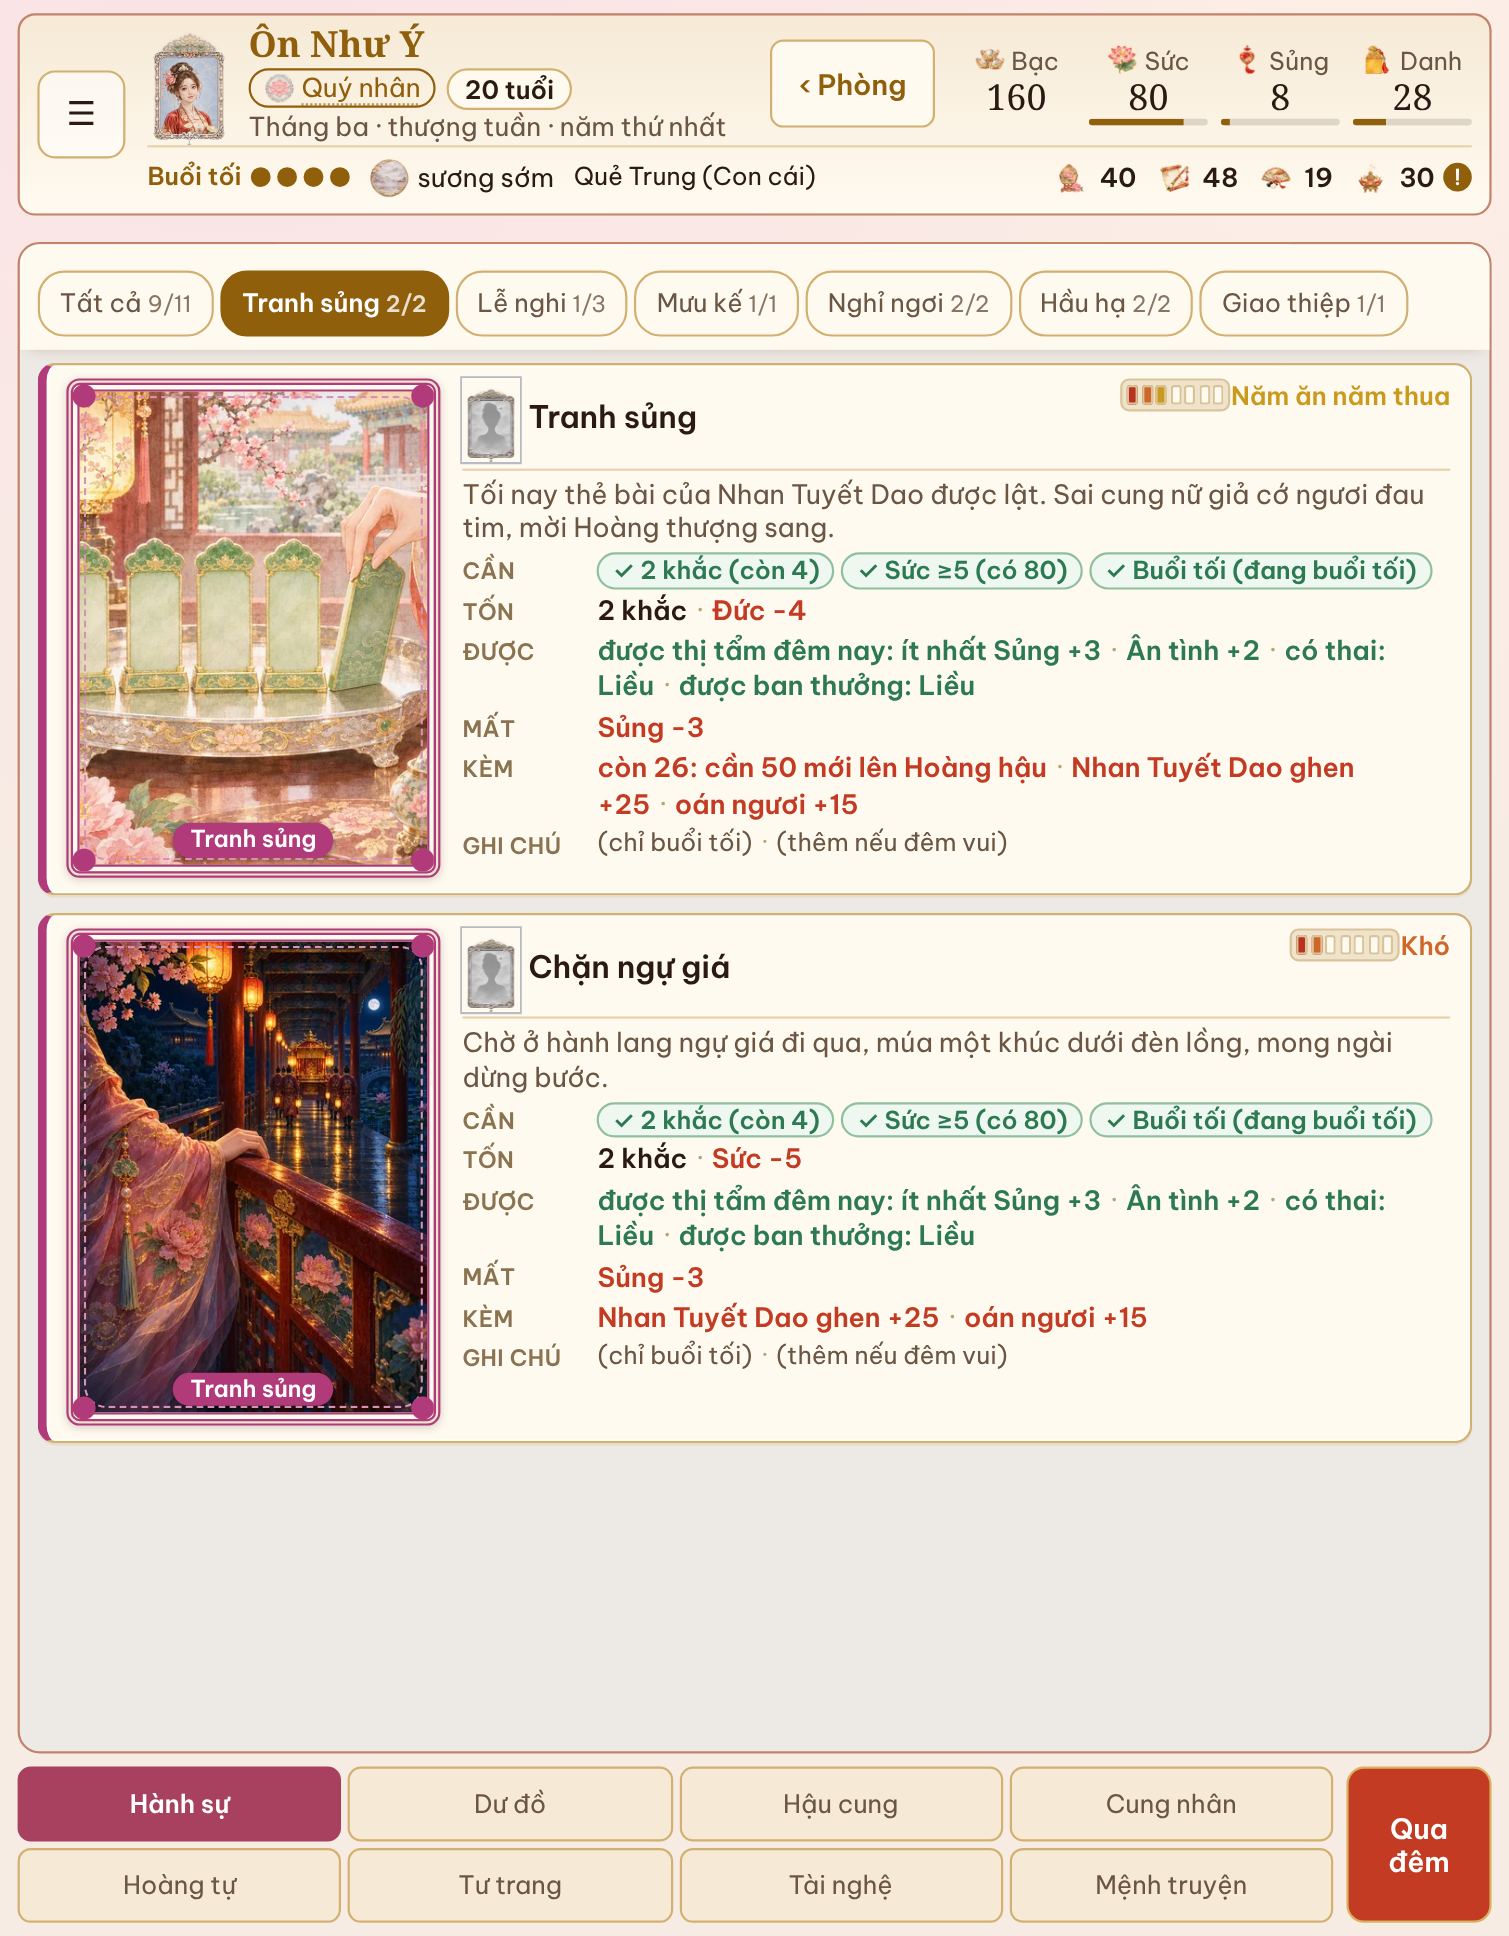 Ôn Như Ý
Quý nhân
20 tuổi
Tháng ba · thượng tuần · năm thứ nhất
‹ Phòng
Bạc
160
Sức
80
Sủng
8
Danh
28
Buổi tối
sương sớm
Quẻ Trung (Con cái)
40
48
19
30
!
Tất cả 9/11
Tranh sủng 2/2
Lễ nghi 1/3
Mưu kế 1/1
Nghỉ ngơi 2/2
Hầu hạ 2/2
Giao thiệp 1/1
Tranh sủng
Tranh sủng
Năm ăn năm thua
Tối nay thẻ bài của Nhan Tuyết Dao được lật. Sai cung nữ giả cớ ngươi đau
tim, mời Hoàng thượng sang.
CẦN ✓ 2 khắc (còn 4) ✓ Sức ≥5 (có 80) ✓ Buổi tối (đang buổi tối)
TỐN 2 khắc · Đức -4
ĐƯỢC được thị tẩm đêm nay: ít nhất Sủng +3 · Ân tình +2 · có thai:
Liều · được ban thưởng: Liều
MẤT Sủng -3
KÈM còn 26: cần 50 mới lên Hoàng hậu · Nhan Tuyết Dao ghen
+25 · oán ngươi +15
GHI CHÚ (chỉ buổi tối) · (thêm nếu đêm vui)
Tranh sủng
Chặn ngự giá
Khó
Chờ ở hành lang ngự giá đi qua, múa một khúc dưới đèn lồng, mong ngài
dừng bước.
CẦN ✓ 2 khắc (còn 4) ✓ Sức ≥5 (có 80) ✓ Buổi tối (đang buổi tối)
TỐN 2 khắc · Sức -5
ĐƯỢC được thị tẩm đêm nay: ít nhất Sủng +3 · Ân tình +2 · có thai:
Liều · được ban thưởng: Liều
MẤT Sủng -3
KÈM Nhan Tuyết Dao ghen +25 · oán ngươi +15
GHI CHÚ (chỉ buổi tối) · (thêm nếu đêm vui)
Hành sự
Dư đồ
Hậu cung
Cung nhân
Hoàng tự
Tư trang
Tài nghệ
Mệnh truyện
Qua
đêm